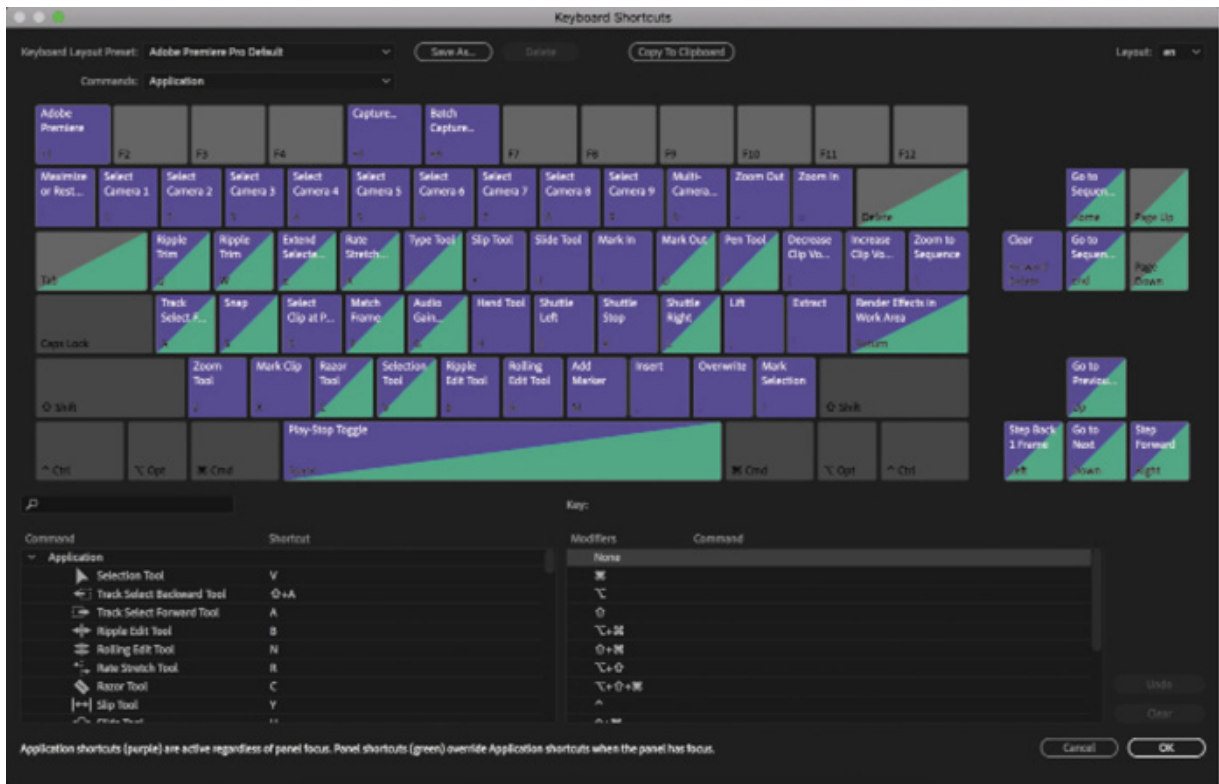 Keyboard Shortcuts
Keyboard Layout Preset: Adobe Premiere Pro Default Save As... Delete Copy To Clipboard Layout: en
Commands: Application
Adobe Premiere Capture... Batch Capture...
F2 F3 F4 F7 F8 F9 F10 F11 F12
Maximize or Rest... Select Camera 1 Select Camera 2 Select Camera 3 Select Camera 4 Select Camera 5 Select Camera 6 Select Camera 7 Select Camera 8 Select Camera 9 Multi-Camera... Zoom Out Zoom In Delete Go to Sequen... Home Page Up
Tab Ripple Trim Ripple Trim Extend Selecte... Rate Stretch... Type Tool Slip Tool Slide Tool Mark In Mark Out Pen Tool Decrease Clip Vo... Increase Clip Vo... Zoom to Sequence Clear Go to Sequen... End Page Down
Caps Lock Track Select F... Snap Select Clip at P... Match Frame Audio Gain... Hand Tool Shuttle Left Shuttle Stop Shuttle Right Lift Extract Render Effects in Work Area
⇧ Shift Zoom Tool Mark Clip Razor Tool Selection Tool Ripple Edit Tool Rolling Edit Tool Add Marker M Insert Overwrite Mark Selection ⇧ Shift Go to Previou... Up
^ Ctrl ⌥ Opt ⌘ Cmd Play-Stop Toggle Space ⌘ Cmd ⌥ Opt ^ Ctrl Step Back 1 Frame Left Go to Next Down Step Forward Right
Key:
Command Shortcut Modifiers Command
Application None
Selection Tool V ⌘
Track Select Backward Tool ⇧+A ⌥
Track Select Forward Tool A ⇧
Ripple Edit Tool B ⌥+⌘
Rolling Edit Tool N ⇧+⌘
Rate Stretch Tool R ⌥+⇧
Razor Tool C ⌥+⇧+⌘ Undo
Slip Tool Y ^
Clear
Application shortcuts (purple) are active regardless of panel focus. Panel shortcuts (green) override Application shortcuts when the panel has focus. Cancel OK